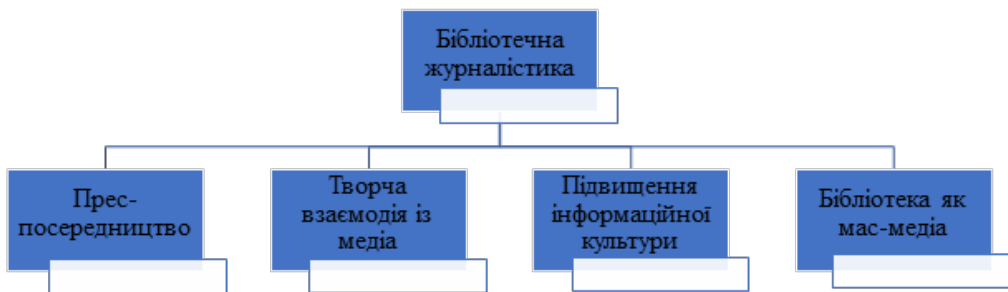 Бібліотечна
журналістика
Прес-
посередництво
Творча
взаємодія із
медіа
Підвищення
інформаційної
культури
Бібліотека як
мас-медіа